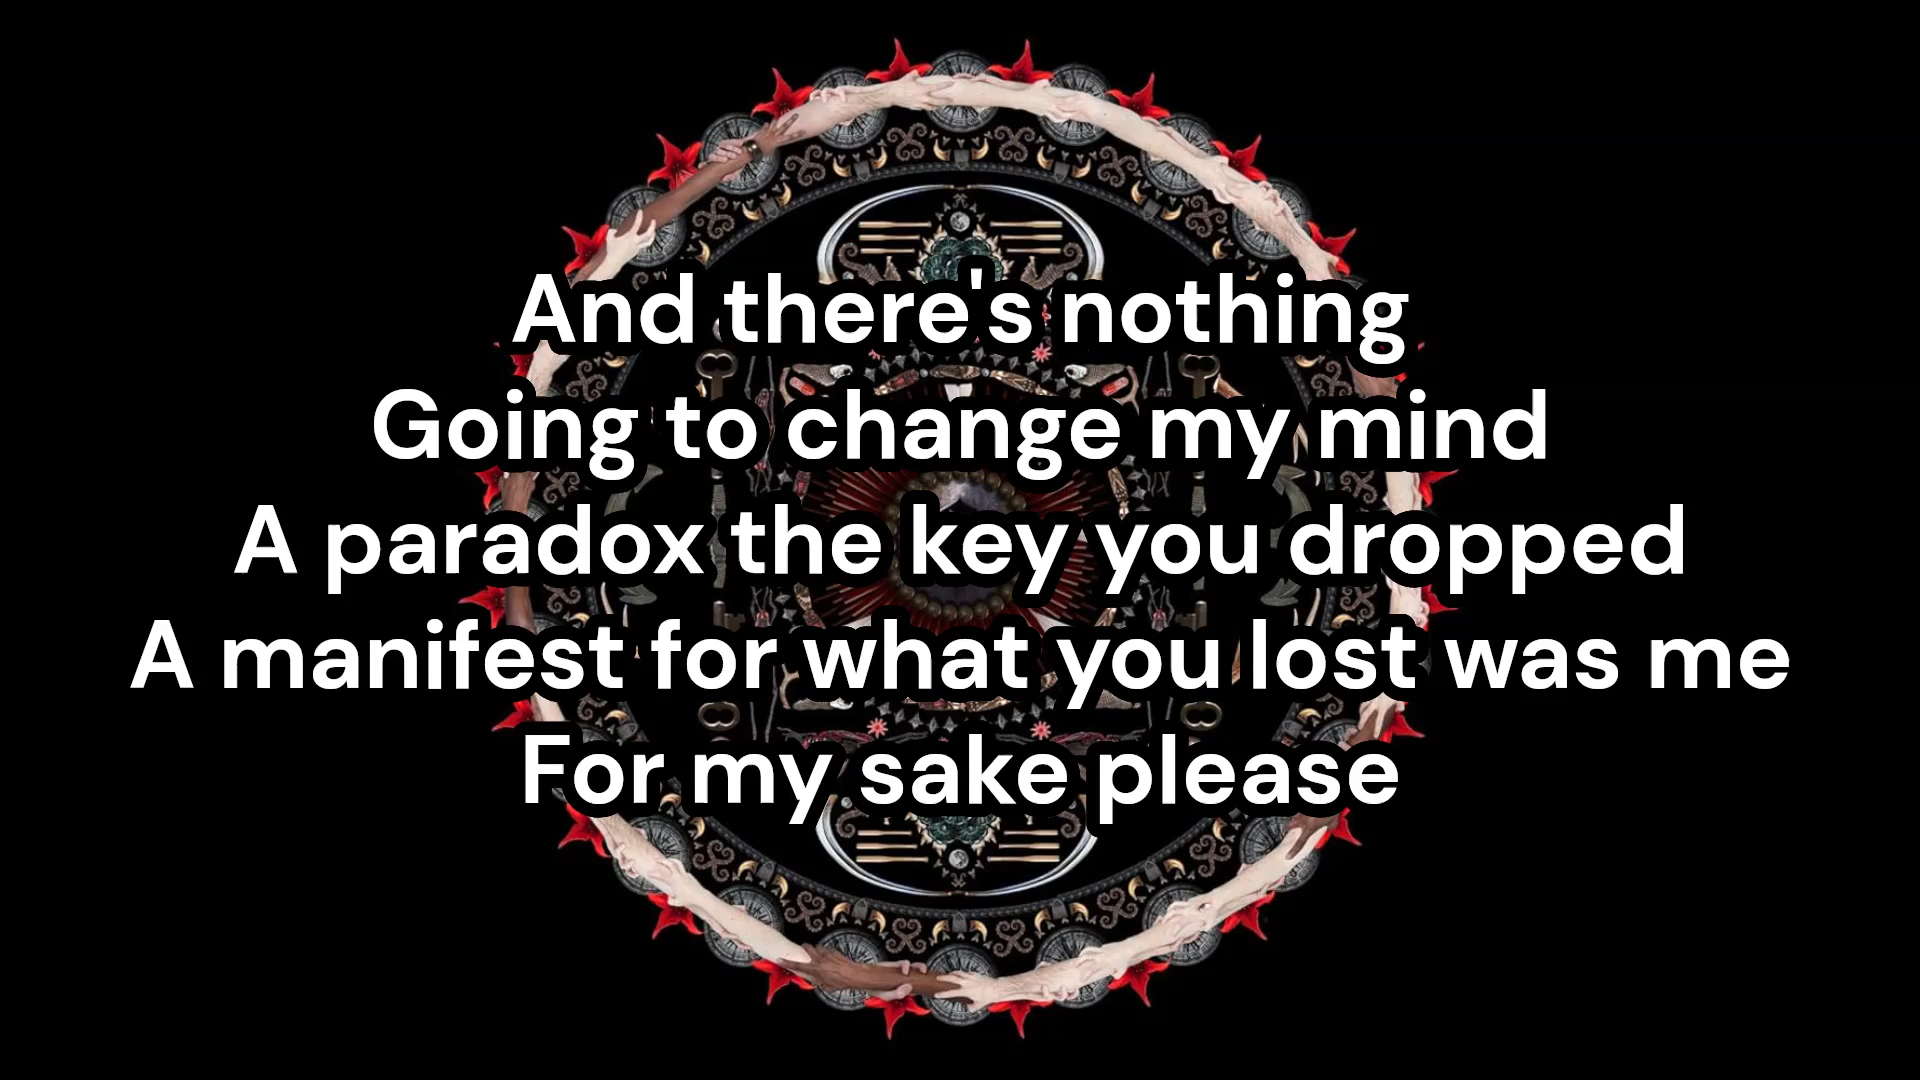 And there's nothing
Going to change my mind
A paradox the key you dropped
A manifest for what you lost was me
For my sake please